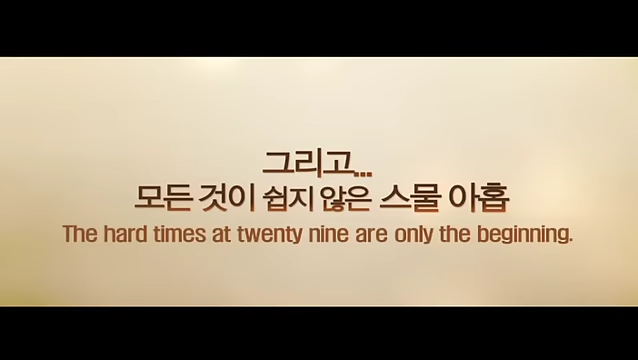 그리고...
모든 것이 쉽지 않은 스물 아홉
The hard times at twenty nine are only the beginning.